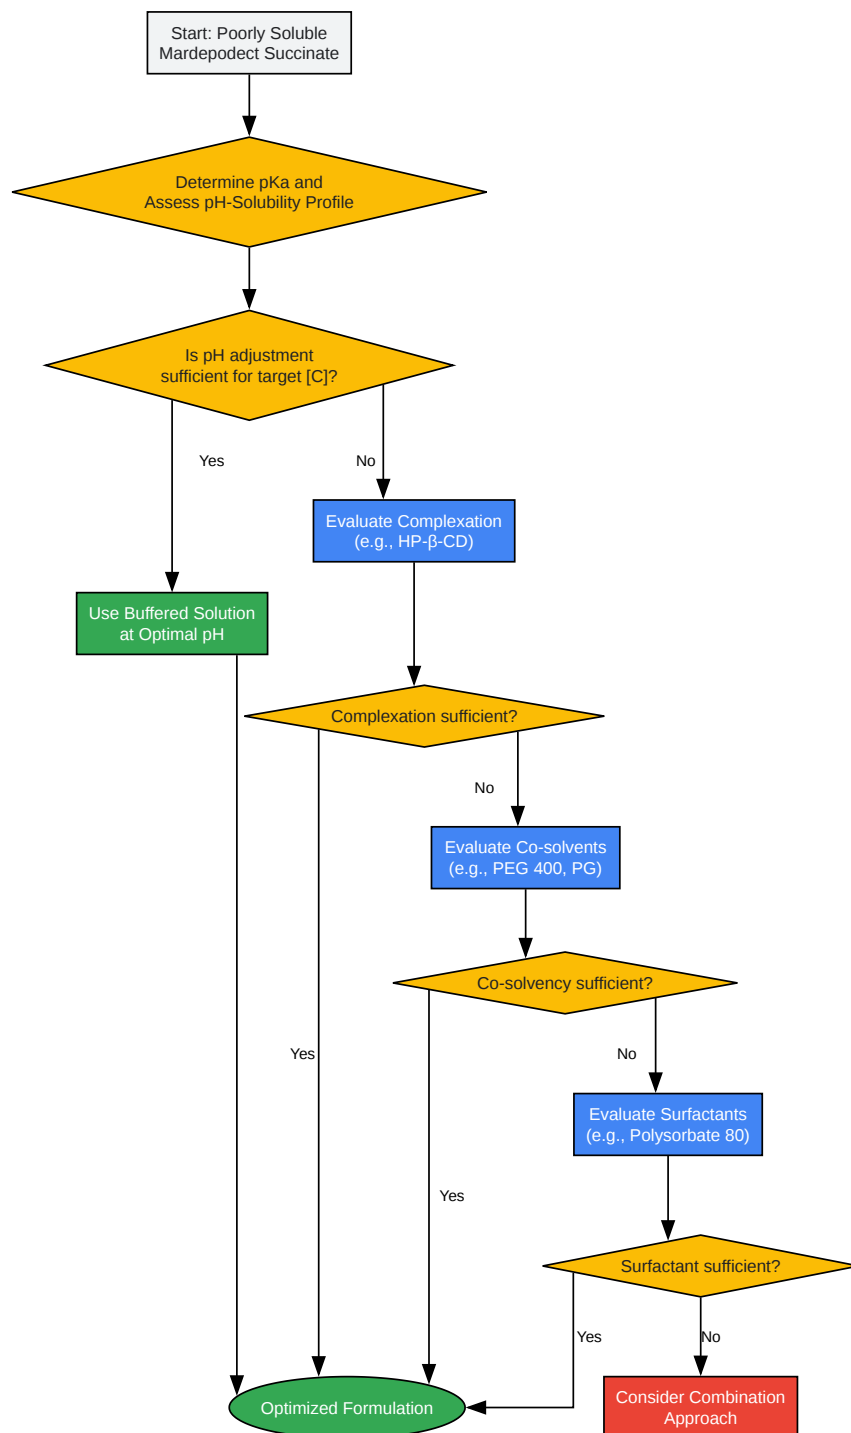 Start: Poorly Soluble
Mardepodect Succinate
Determine pKa and
Assess pH-Solubility Profile
Is pH adjustment
sufficient for target [C]?
Yes
No
Evaluate Complexation
(e.g., HP-β-CD)
Use Buffered Solution
at Optimal pH
Complexation sufficient?
No
Evaluate Co-solvents
(e.g., PEG 400, PG)
Co-solvency sufficient?
Yes
No
Evaluate Surfactants
(e.g., Polysorbate 80)
Yes
Surfactant sufficient?
Yes
No
Consider Combination
Approach
Optimized Formulation